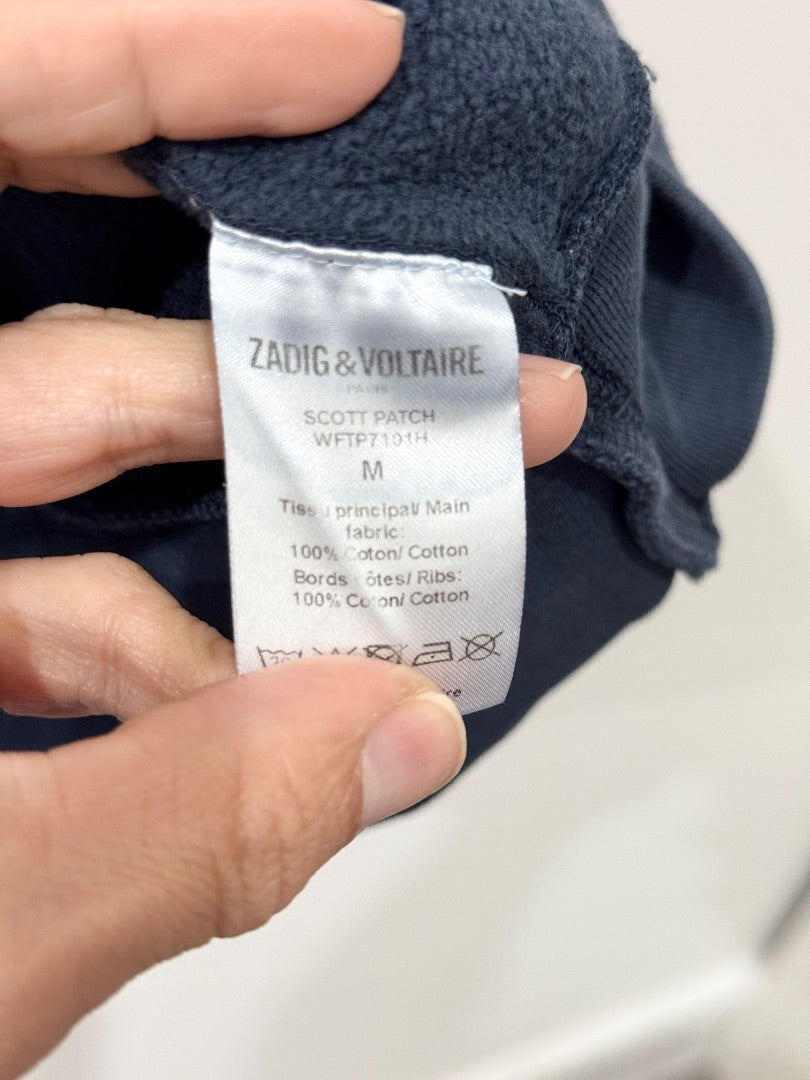 ZADIG & VOLTAIRE
PARIS
SCOTT PATCH
WFTP7101H
M
Tissu principal/ Main
fabric:
100% Coton/ Cotton
Bords côtes/ Ribs:
100% Coton/ Cotton